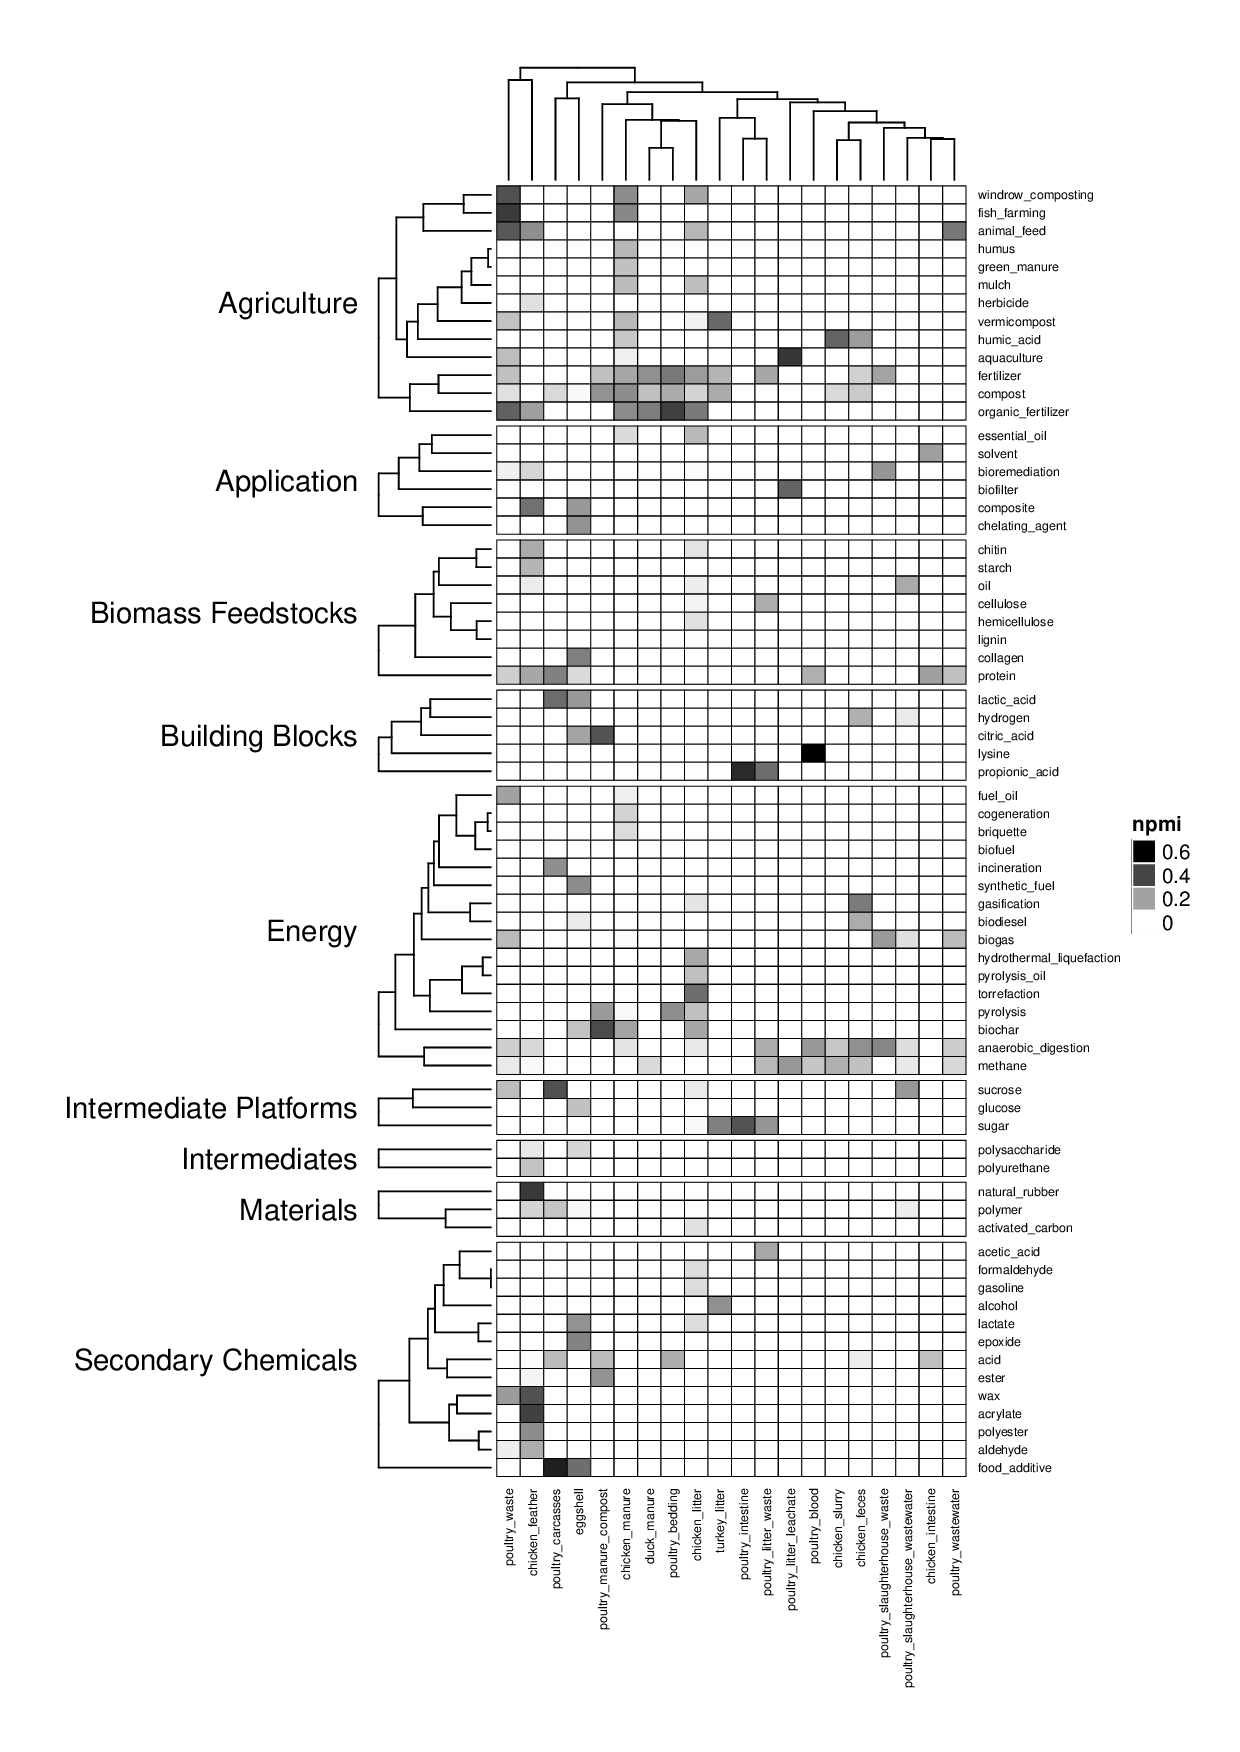 Agriculture
windrow_composting
fish_farming
animal_feed
humus
green_manure
mulch
herbicide
vermicompost
humic_acid
aquaculture
fertilizer
compost
organic_fertilizer
Application
essential_oil
solvent
bioremediation
biofilter
composite
chelating_agent
Biomass Feedstocks
chitin
starch
oil
cellulose
hemicellulose
lignin
collagen
protein
Building Blocks
lactic_acid
hydrogen
citric_acid
lysine
propionic_acid
Energy
fuel_oil
cogeneration
briquette
biofuel
incineration
synthetic_fuel
gasification
biodiesel
biogas
hydrothermal_liquefaction
pyrolysis_oil
torrefaction
pyrolysis
biochar
anaerobic_digestion
methane
Intermediate Platforms
sucrose
glucose
sugar
Intermediates
polysaccharide
polyurethane
Materials
natural_rubber
polymer
activated_carbon
Secondary Chemicals
acetic_acid
formaldehyde
gasoline
alcohol
lactate
epoxide
acid
ester
wax
acrylate
polyester
aldehyde
food_additive
npmi
0.6
0.4
0.2
0
poultry_waste
chicken_feather
poultry_carcasses
eggshell
poultry_manure_compost
chicken_manure
duck_manure
poultry_bedding
chicken_litter
turkey_litter
poultry_intestine
poultry_litter_waste
poultry_litter_leachate
poultry_blood
chicken_slurry
chicken_feces
poultry_slaughterhouse_waste
poultry_slaughterhouse_wastewater
chicken_intestine
poultry_wastewater